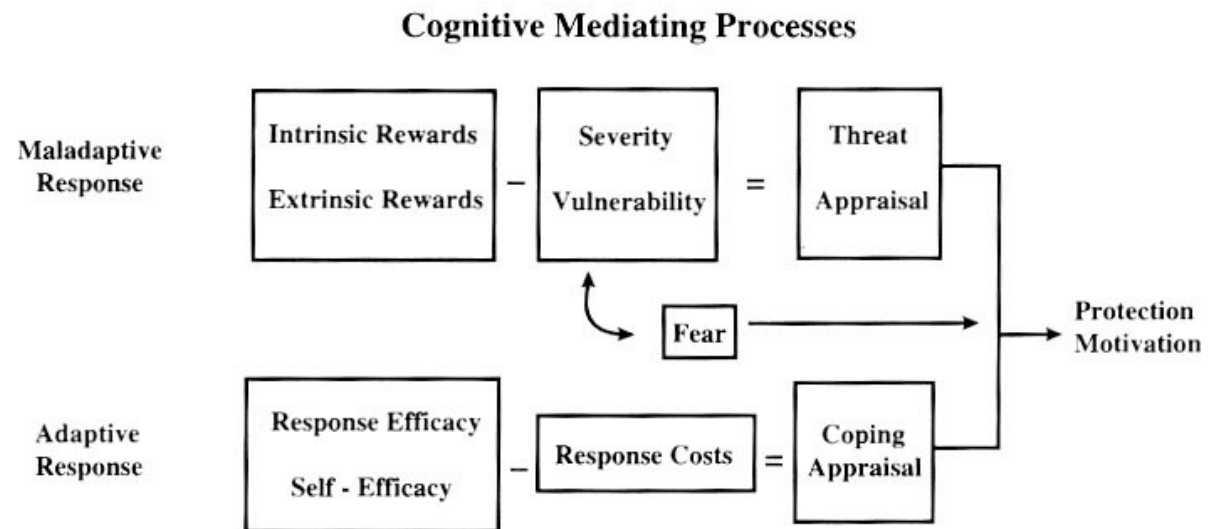 Cognitive Mediating Processes
Maladaptive
Response
Intrinsic Rewards
Extrinsic Rewards
–
Severity
Vulnerability
=
Threat
Appraisal
Fear
Protection
Motivation
Adaptive
Response
Response Efficacy
Self - Efficacy
–
Response Costs
=
Coping
Appraisal